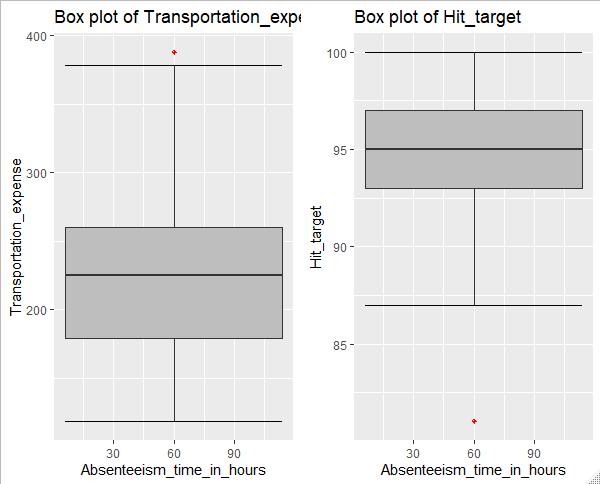 Box plot of Transportation_expe
400
300
200
Transportation_expense
30 60 90
Absenteeism_time_in_hours
Box plot of Hit_target
100
95
90
85
Hit_target
30 60 90
Absenteeism_time_in_hours